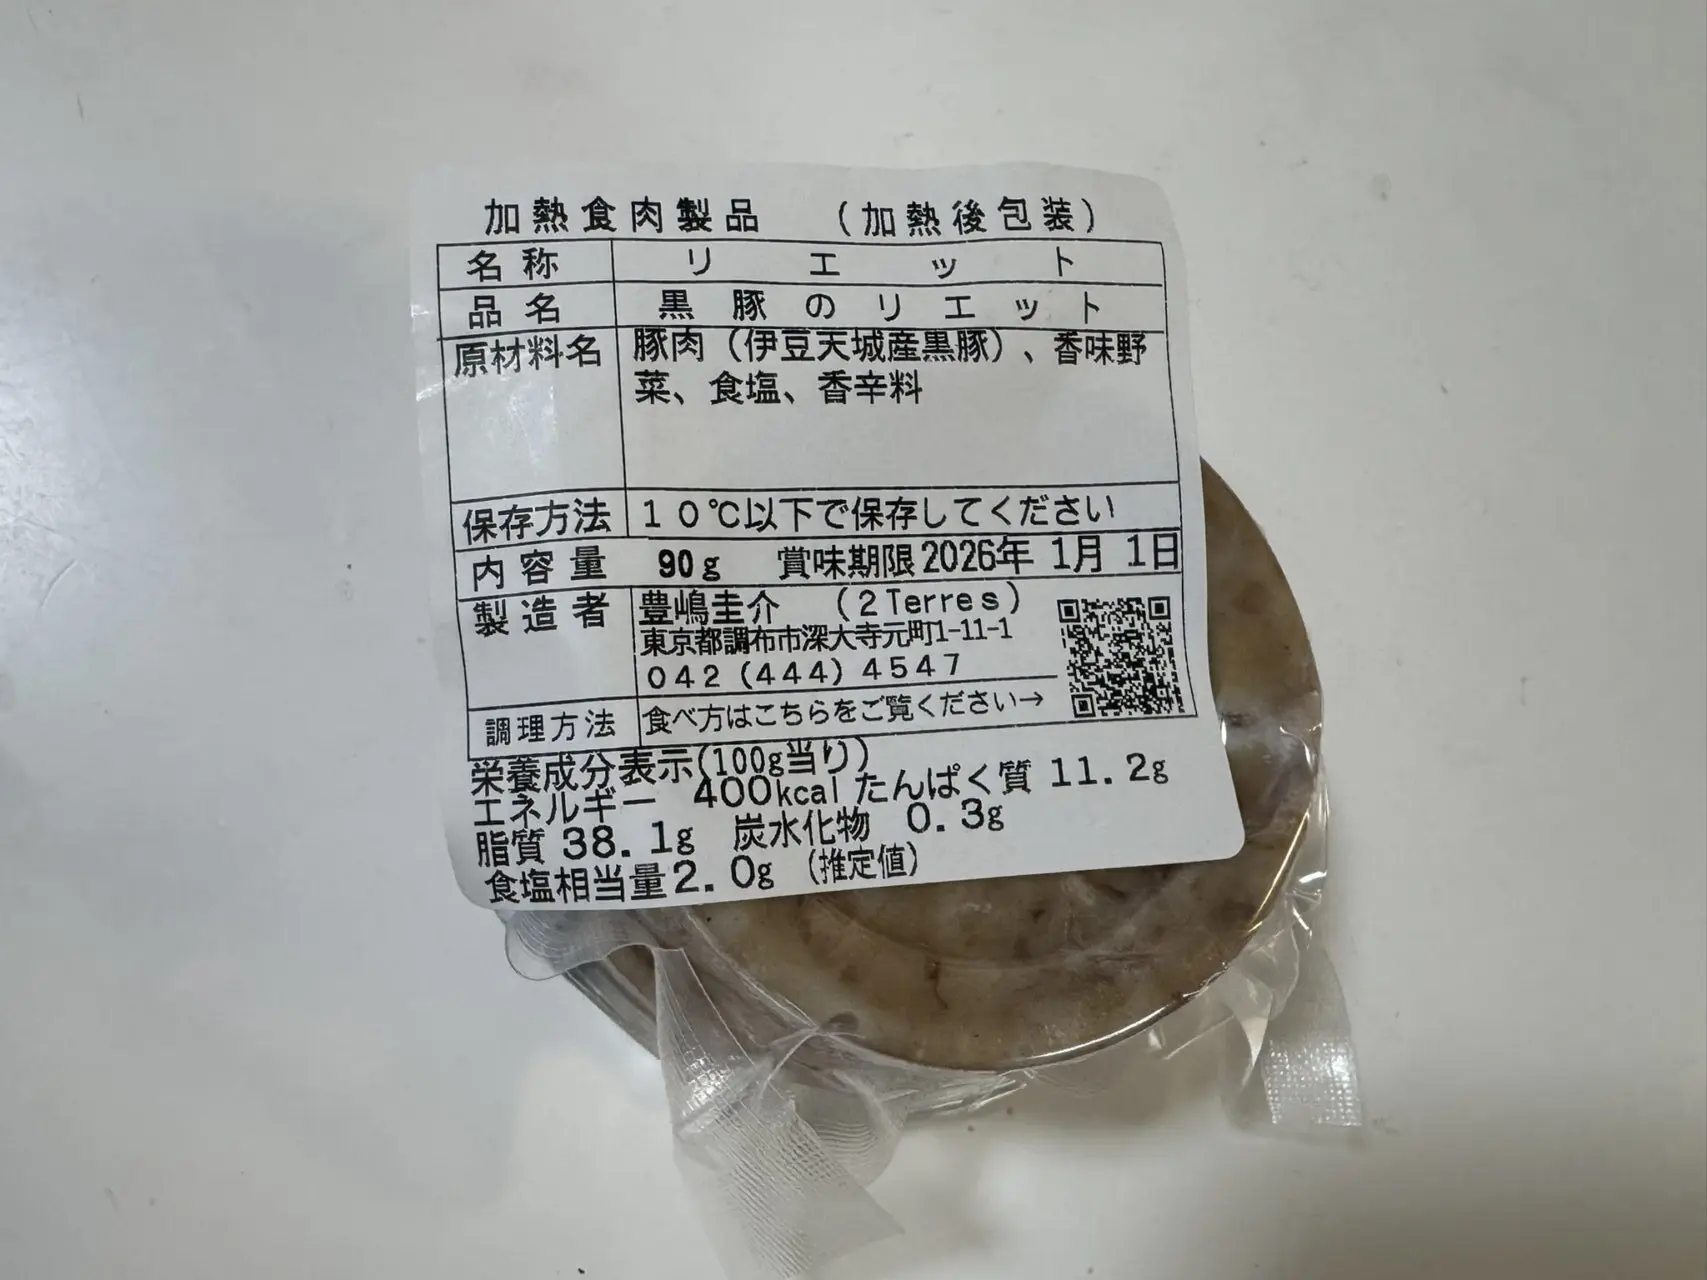 加熱食肉製品 (加熱後包装)
名称 リエット
品名 黒豚のリエット
原材料名 豚肉(伊豆天城産黒豚)、香味野
菜、食塩、香辛料
保存方法 10℃以下で保存してください
内容量 90g 賞味期限2026年 1月 1日
製造者 豊嶋圭介 (2Terres)
東京都調布市深大寺元町1-11-1
042(444)4547
調理方法 食べ方はこちらをご覧ください→
栄養成分表示(100g当り)
エネルギー 400kcal たんぱく質 11.2g
脂質 38.1g 炭水化物 0.3g
食塩相当量2.0g (推定値)